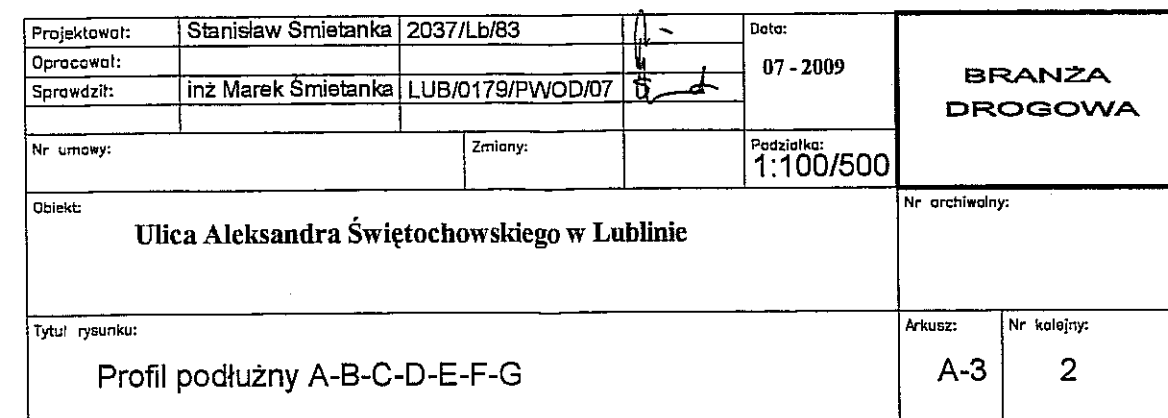 Projektował: Stanisław Śmietanka 2037/Lb/83 Data:
Opracował: 07 - 2009
Sprawdził: inż Marek Śmietanka LUB/0179/PWOD/07
BRANŻA
DROGOWA
Nr umowy: Zmiany: Podziałka:
1:100/500
Obiekt: Nr archiwalny:
Ulica Aleksandra Świętochowskiego w Lublinie
Tytuł rysunku: Arkusz: Nr kolejny:
Profil podłużny A-B-C-D-E-F-G A-3 2